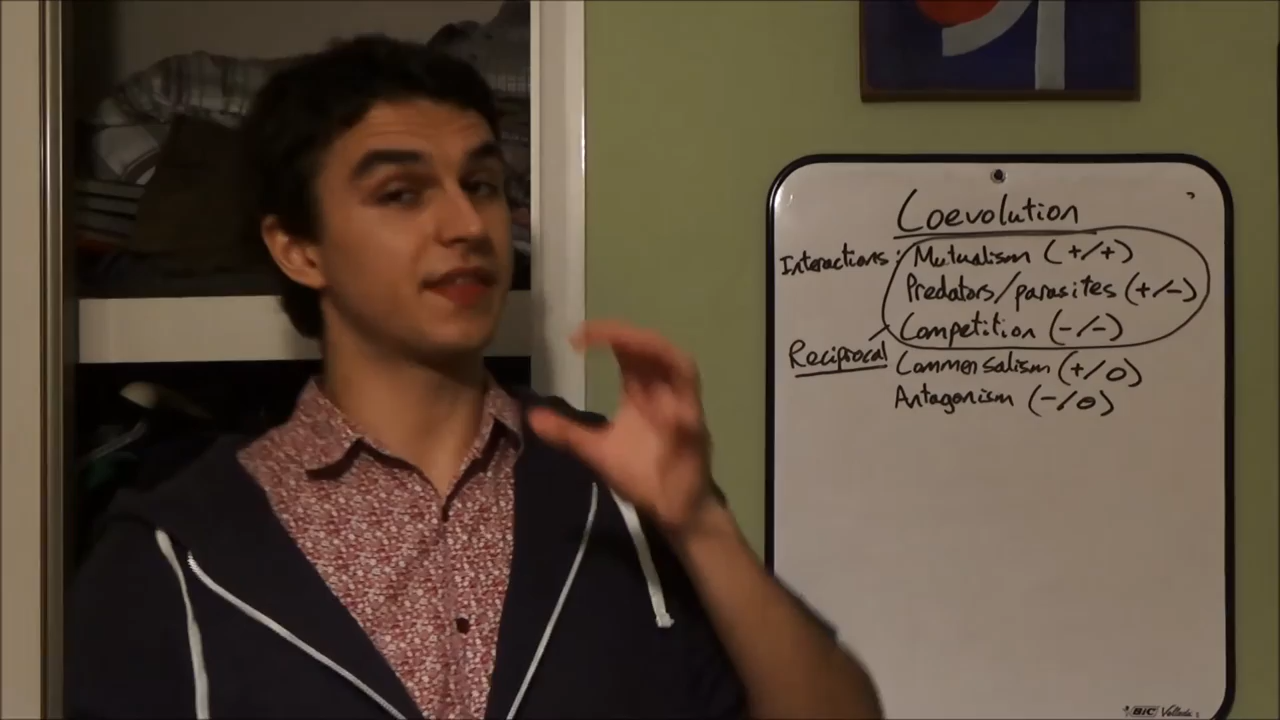 Coevolution
Interactions: Mutualism (+/+)
Predators/parasites (+/-)
Competition (-/-)
Reciprocal
Commensalism (+/0)
Antagonism (-/0)
BIC Velleda